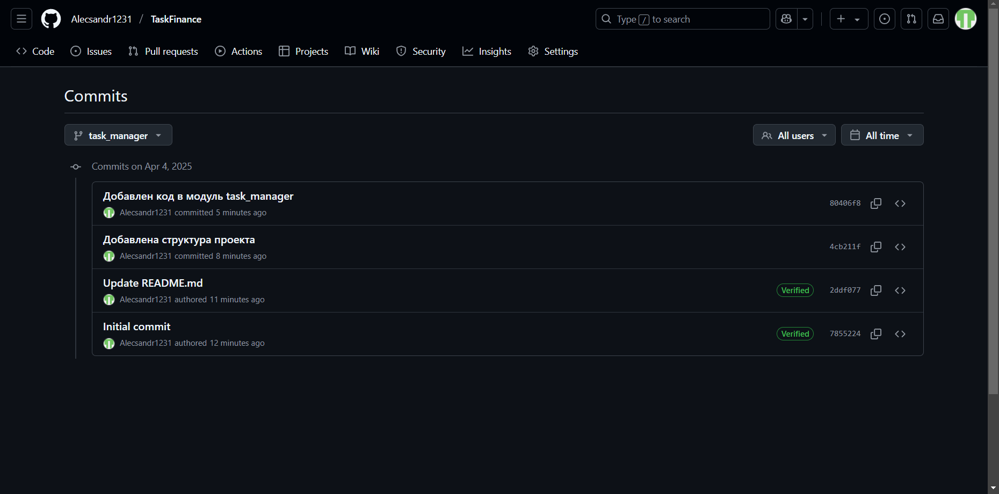 Alecsandr1231 / TaskFinance
Type / to search
Code Issues Pull requests Actions Projects Wiki Security Insights Settings
Commits
task_manager
All users All time
Commits on Apr 4, 2025
Добавлен код в модуль task_manager
Alecsandr1231 committed 5 minutes ago
80406f8
Добавлена структура проекта
Alecsandr1231 committed 8 minutes ago
4cb211f
Update README.md
Alecsandr1231 authored 11 minutes ago
Verified 2ddf077
Initial commit
Alecsandr1231 authored 12 minutes ago
Verified 7855224